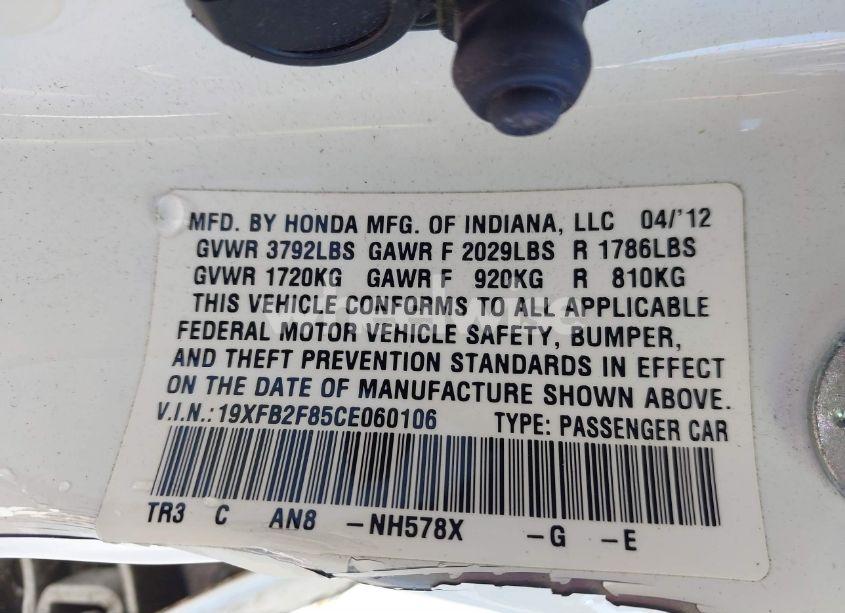 MFD. BY HONDA MFG. OF INDIANA, LLC 04/'12
GVWR 3792LBS GAWR F 2029LBS R 1786LBS
GVWR 1720KG GAWR F 920KG R 810KG
THIS VEHICLE CONFORMS TO ALL APPLICABLE
FEDERAL MOTOR VEHICLE SAFETY, BUMPER,
AND THEFT PREVENTION STANDARDS IN EFFECT
ON THE DATE OF MANUFACTURE SHOWN ABOVE.
V.I.N.:19XFB2F85CE060106 TYPE: PASSENGER CAR
TR3 C AN8 -NH578X -G -E